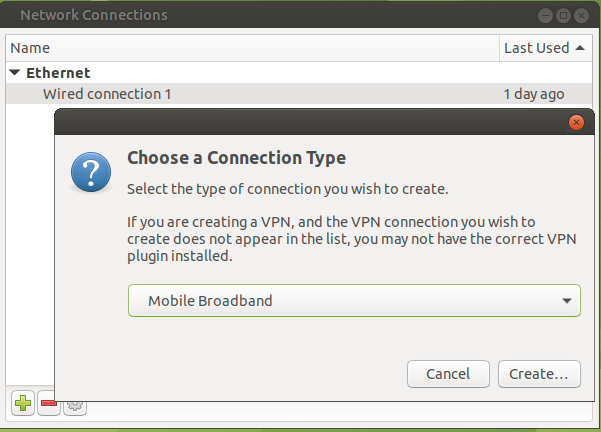 Network Connections
Name
Last Used
Ethernet
Wired connection 1
1 day ago
Choose a Connection Type
Select the type of connection you wish to create.
If you are creating a VPN, and the VPN connection you wish to
create does not appear in the list, you may not have the correct VPN
plugin installed.
Mobile Broadband
Cancel
Create...